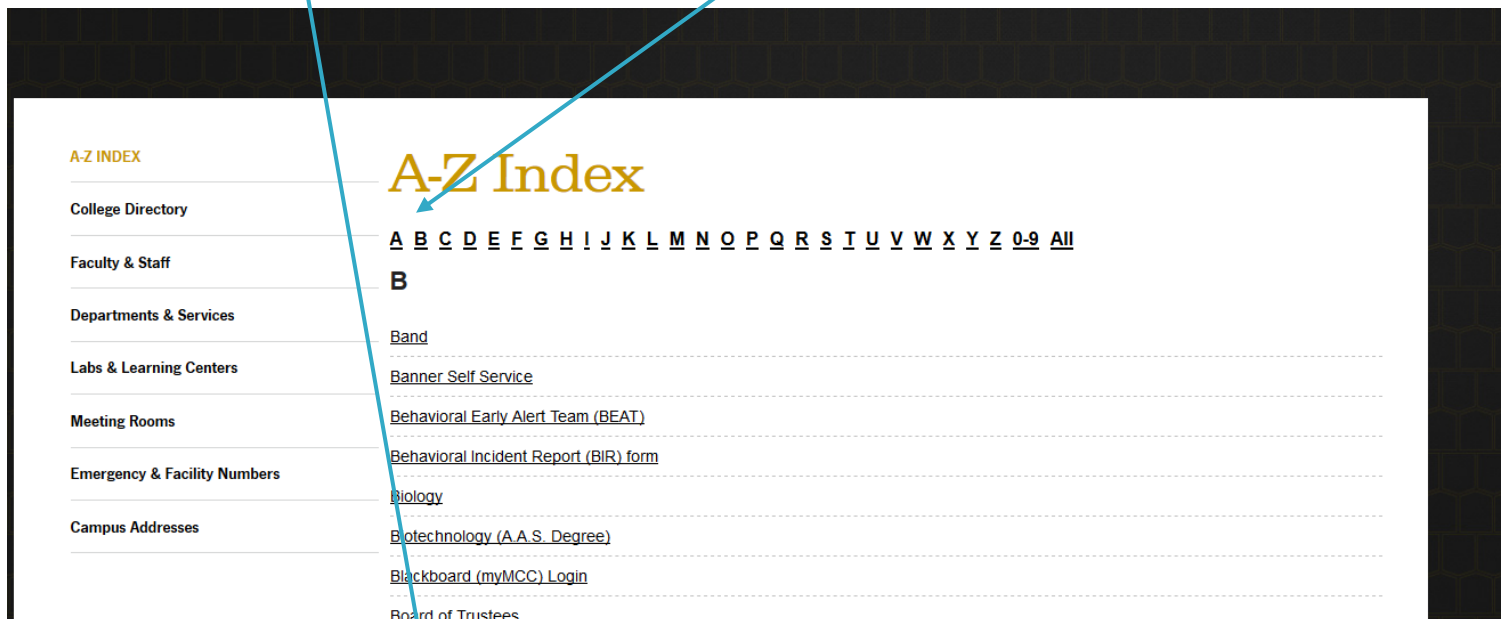 A-Z INDEX
College Directory
Faculty & Staff
Departments & Services
Labs & Learning Centers
Meeting Rooms
Emergency & Facility Numbers
Campus Addresses
A-Z Index
A B C D E F G H I J K L M N O P Q R S T U V W X Y Z 0-9 All
B
Band
Banner Self Service
Behavioral Early Alert Team (BEAT)
Behavioral Incident Report (BIR) form
Biology
Biotechnology (A.A.S. Degree)
Blackboard (myMCC) Login
Board of Trustees